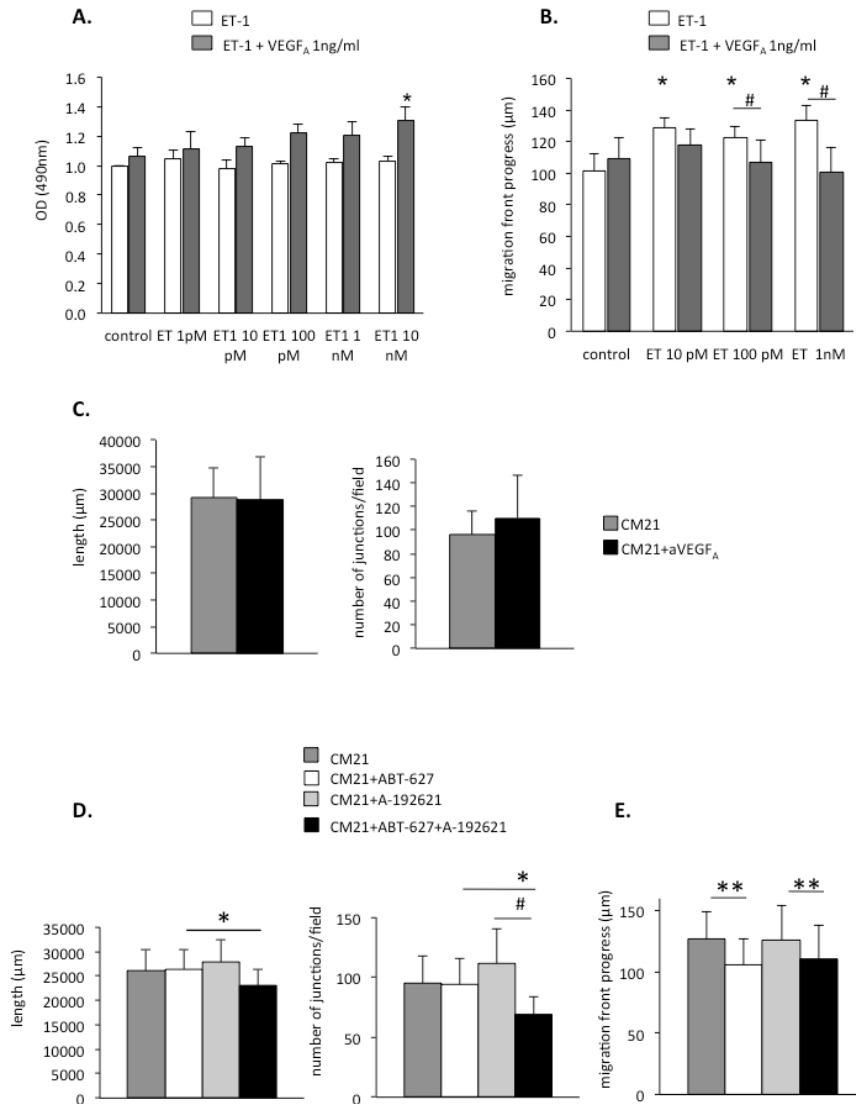 A.
ET-1
ET-1 + VEGFA 1ng/ml
OD (490nm)
1.6
1.4
1.2
1.0
0.8
0.6
0.4
0.2
0.0
*
control ET 1pM ET1 10 ET1 100 ET1 1 ET1 10
pM pM nM nM
B.
ET-1
ET-1 + VEGFA 1ng/ml
migration front progress (µm)
160
140
120
100
80
60
40
20
0
* * *
# #
control ET 10 pM ET 100 pM ET 1nM
C.
length (µm)
40000
35000
30000
25000
20000
15000
10000
5000
0
number of junctions/field
160
140
120
100
80
60
40
20
0
CM21
CM21+aVEGFA
CM21
CM21+ABT-627
CM21+A-192621
CM21+ABT-627+A-192621
D.
length (µm)
35000
30000
25000
20000
15000
10000
5000
0
*
number of junctions/field
150
100
50
0
*
#
E.
migration front progress (µm)
150
100
50
0
** **